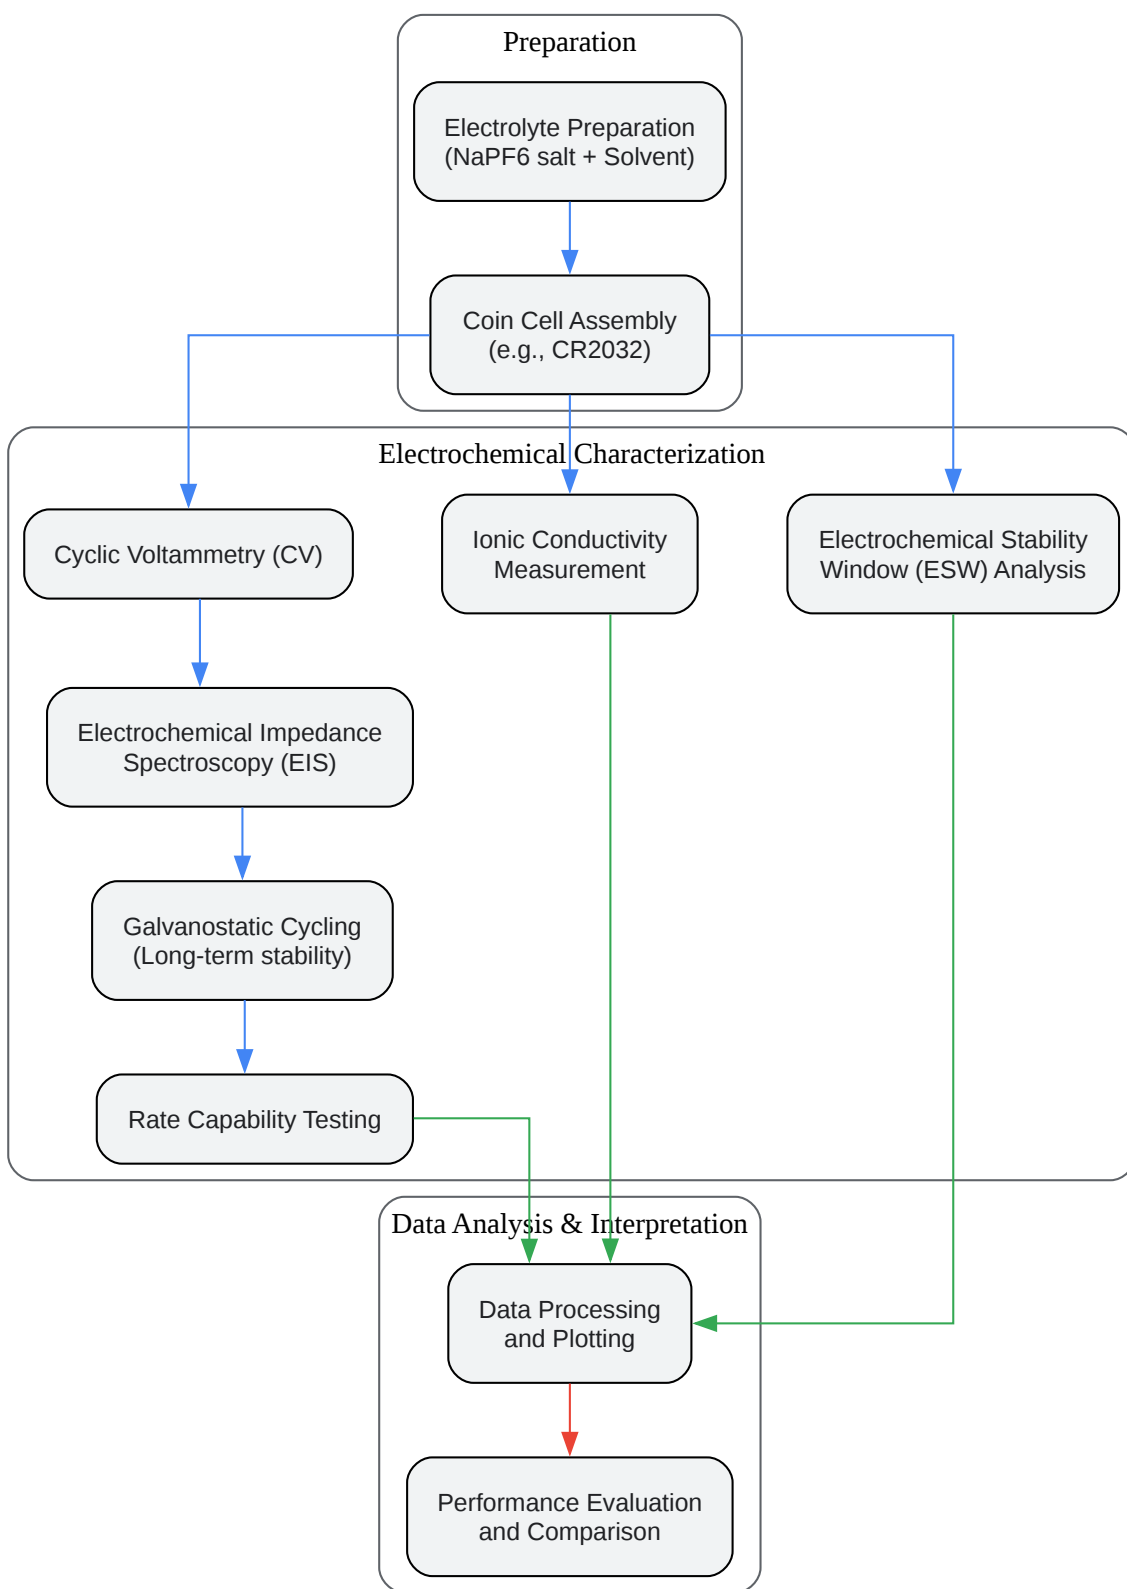 Preparation
Electrolyte Preparation
(NaPF6 salt + Solvent)
Coin Cell Assembly
(e.g., CR2032)
Electrochemical Characterization
Cyclic Voltammetry (CV)
Ionic Conductivity
Measurement
Electrochemical Stability
Window (ESW) Analysis
Electrochemical Impedance
Spectroscopy (EIS)
Galvanostatic Cycling
(Long-term stability)
Rate Capability Testing
Data Analysis & Interpretation
Data Processing
and Plotting
Performance Evaluation
and Comparison